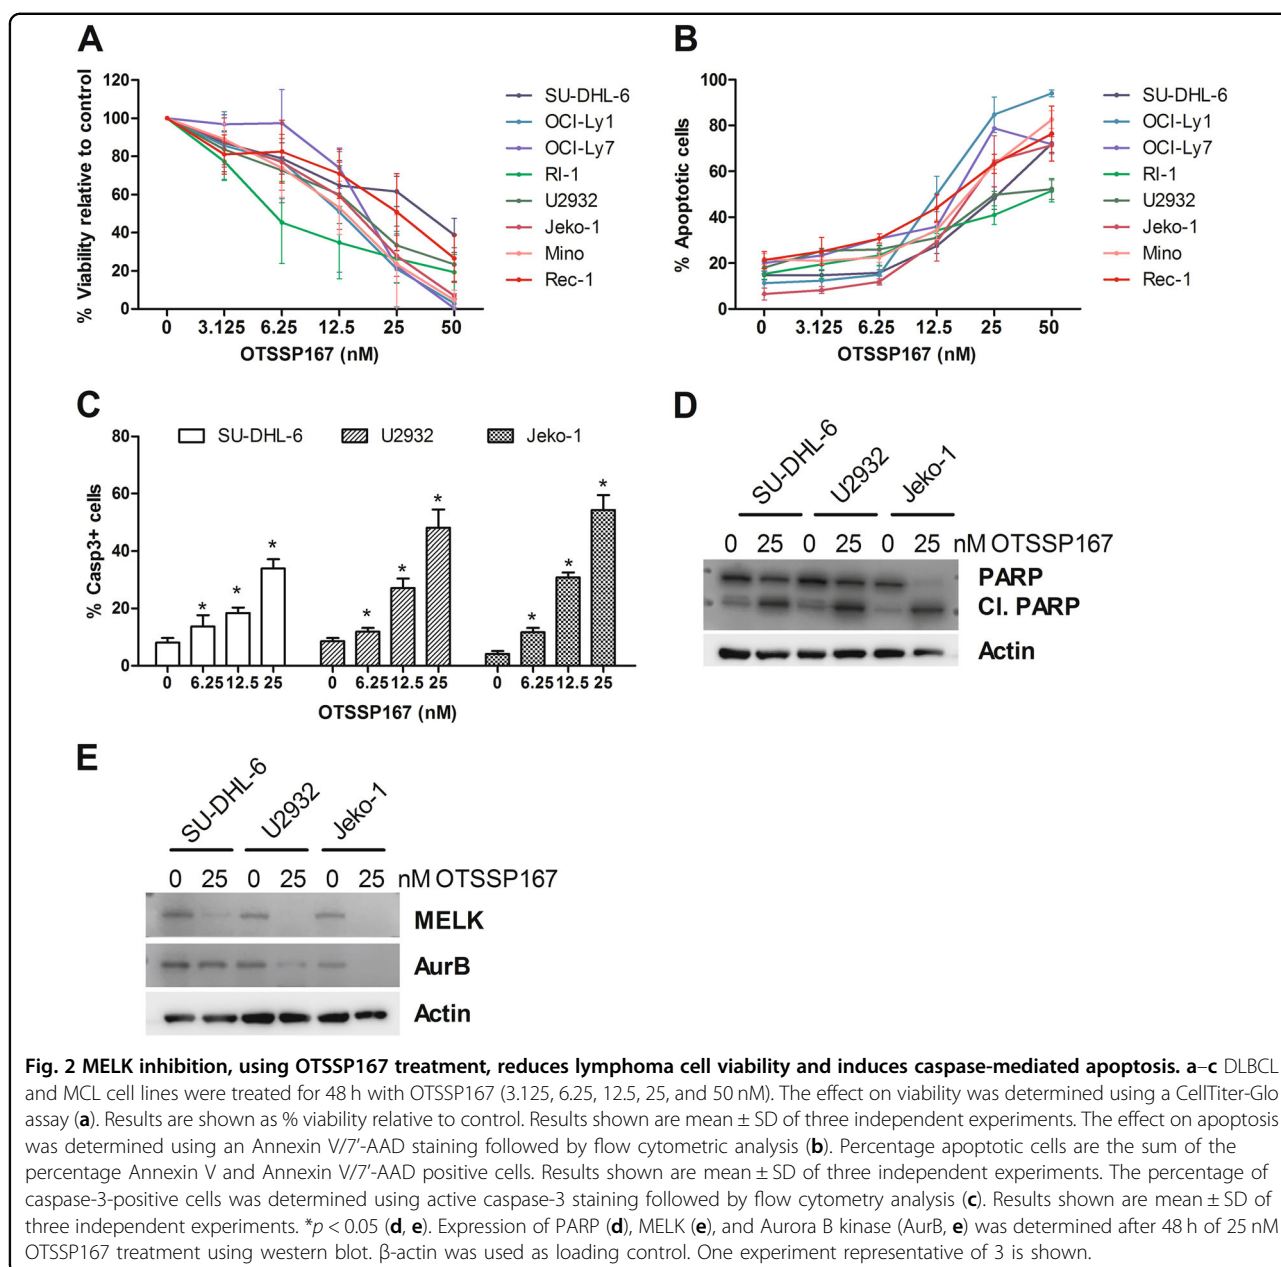 A
% Viability relative to control
120
100
80
60
40
20
0
0 3.125 6.25 12.5 25 50
OTSSP167 (nM)
SU-DHL-6
OCI-Ly1
OCI-Ly7
RI-1
U2932
Jeko-1
Mino
Rec-1
B
% Apoptotic cells
100
80
60
40
20
0
0 3.125 6.25 12.5 25 50
OTSSP167 (nM)
SU-DHL-6
OCI-Ly1
OCI-Ly7
RI-1
U2932
Jeko-1
Mino
Rec-1
C
% Casp3+ cells
80
60
40
20
0
SU-DHL-6 U2932 Jeko-1
* * * * * * * * *
0 6.25 12.5 25 0 6.25 12.5 25 0 6.25 12.5 25
OTSSP167 (nM)
D
SU-DHL-6 U2932 Jeko-1
0 25 0 25 0 25 nM OTSSP167
PARP
Cl. PARP
Actin
E
SU-DHL-6 U2932 Jeko-1
0 25 0 25 0 25 nM OTSSP167
MELK
AurB
Actin
Fig. 2 MELK inhibition, using OTSSP167 treatment, reduces lymphoma cell viability and induces caspase-mediated apoptosis. a–c DLBCL
and MCL cell lines were treated for 48 h with OTSSP167 (3.125, 6.25, 12.5, 25, and 50 nM). The effect on viability was determined using a CellTiter-Glo
assay (a). Results are shown as % viability relative to control. Results shown are mean ± SD of three independent experiments. The effect on apoptosis
was determined using an Annexin V/7′-AAD staining followed by flow cytometric analysis (b). Percentage apoptotic cells are the sum of the
percentage Annexin V and Annexin V/7′-AAD positive cells. Results shown are mean ± SD of three independent experiments. The percentage of
caspase-3-positive cells was determined using active caspase-3 staining followed by flow cytometry analysis (c). Results shown are mean ± SD of
three independent experiments. *p < 0.05 (d, e). Expression of PARP (d), MELK (e), and Aurora B kinase (AurB, e) was determined after 48 h of 25 nM
OTSSP167 treatment using western blot. β-actin was used as loading control. One experiment representative of 3 is shown.